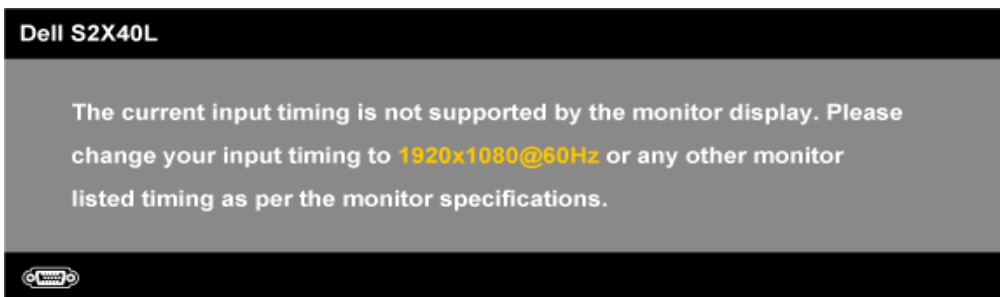 Dell S2X40L
The current input timing is not supported by the monitor display. Please
change your input timing to 1920x1080@60Hz or any other monitor
listed timing as per the monitor specifications.